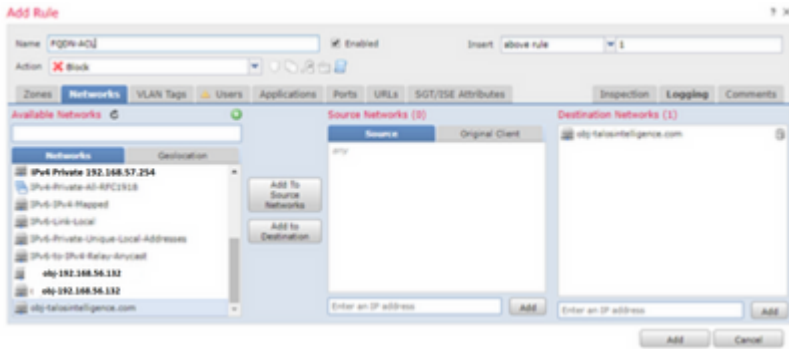 Add Rule
? ×
Name FQDN-ACL Enabled Insert above rule 1
Action Block
Zones Networks VLAN Tags Users Applications Ports URLs SGT/ISE Attributes Inspection Logging Comments
Available Networks Source Networks (0) Destination Networks (1)
Source Original Client obj-talosintelligence.com
Networks Geolocation any
IPv4 Private 192.168.57.254
IPv4-Private-All-RFC1918
IPv6-IPv4-Mapped
IPv6-Link-Local
IPv6-Private-Unique-Local-Addresses
IPv6-to-IPv4-Relay-Anycast
obj-192.168.56.132
obj-192.168.56.132
obj-talosintelligence.com
Add To Source Networks
Add to Destination
Enter an IP address Add Enter an IP address Add
Add Cancel